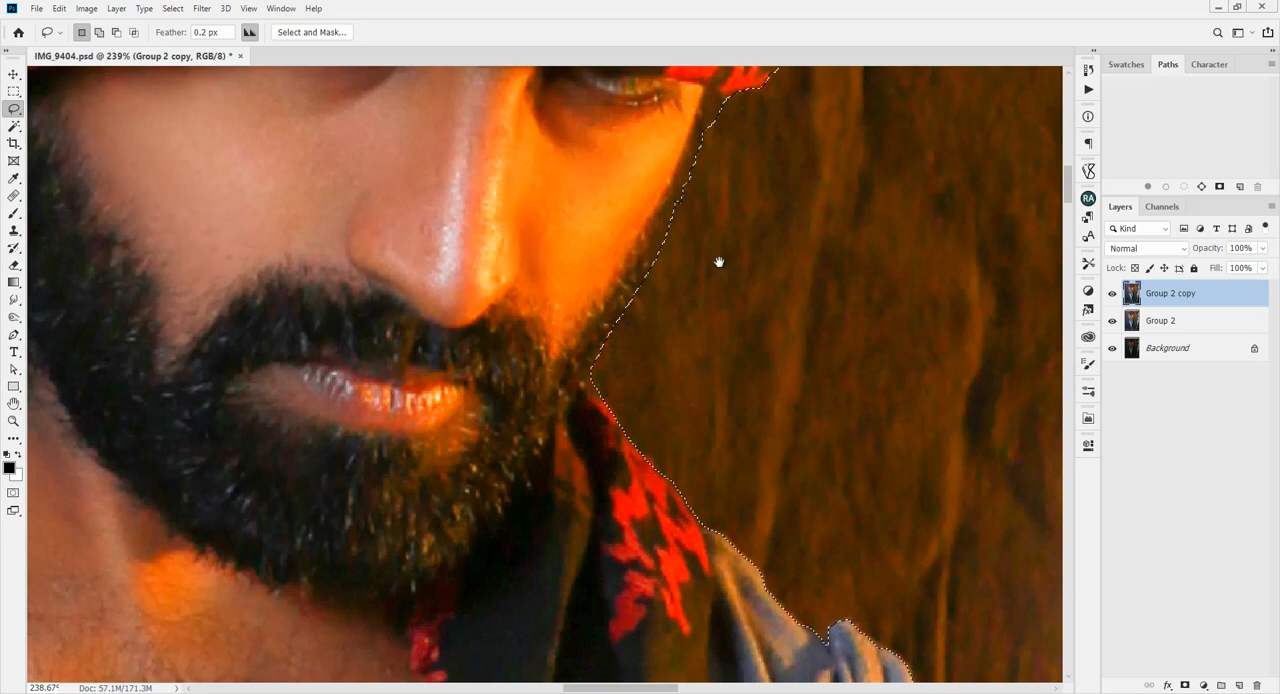 Ps File Edit Image Layer Type Select Filter 3D View Window Help
Feather: 0.2 px Select and Mask...
IMG_9404.psd @ 239% (Group 2 copy, RGB/8) * ×
Swatches Paths Character
RA
Layers Channels
Kind
Normal Opacity: 100%
Lock: Fill: 100%
Group 2 copy
Group 2
Background
238.67% Doc: 57.1M/171.3M